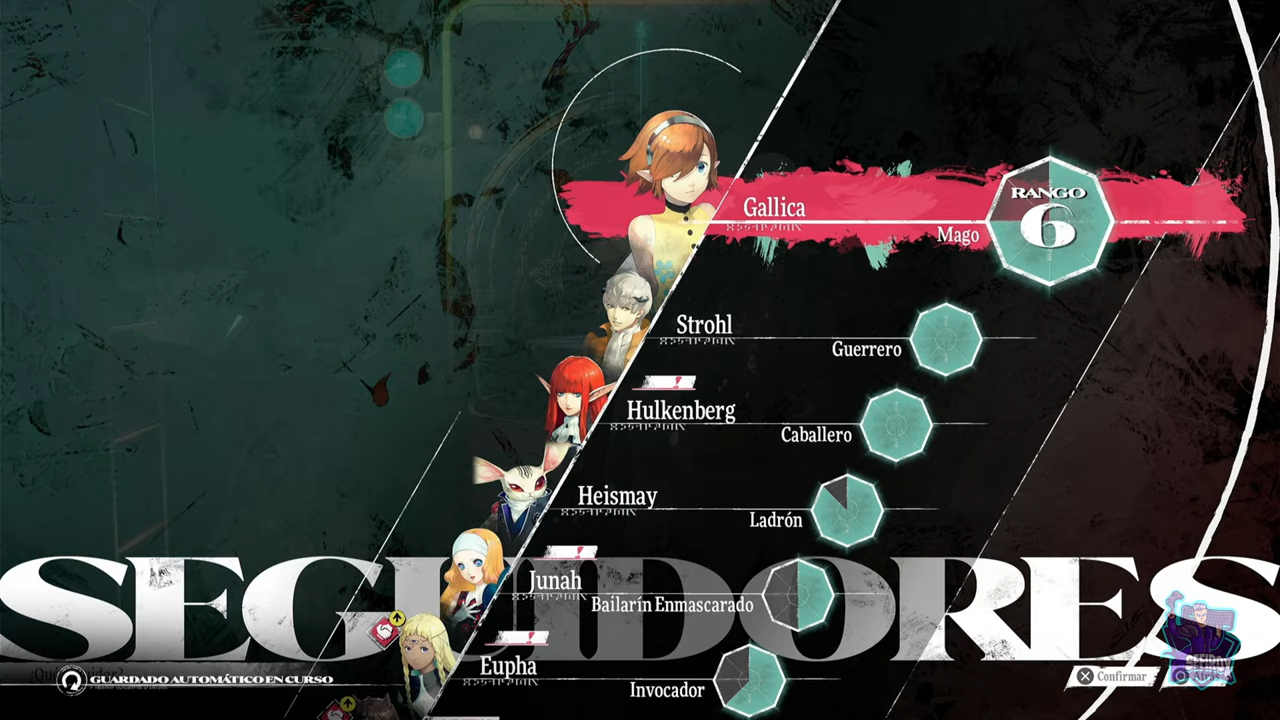 Gallica
Mago
RANGO
6
Strohl
Guerrero
Hulkenberg
Caballero
Heismay
Ladrón
Junah
Bailarín Enmascarado
Eupha
Invocador
SEGUIDORES
GUARDADO AUTOMÁTICO EN CURSO
Confirmar
Atrás